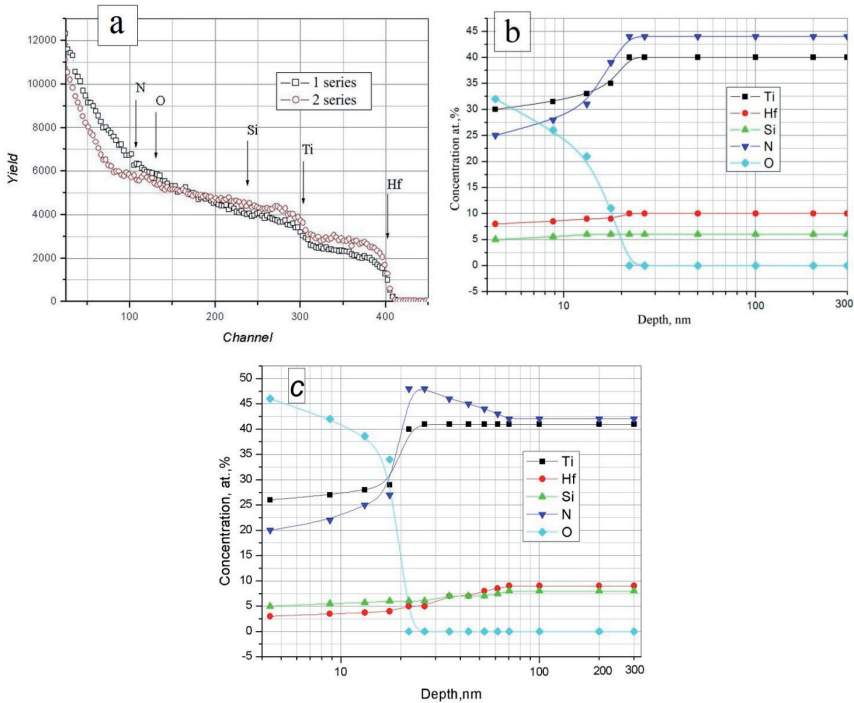 a
12000
10000
8000
6000
4000
2000
0
Yield
N
O
Si
Ti
Hf
1 series
2 series
100
200
300
400
Channel
b
45
40
35
30
25
20
15
10
5
0
-5
Concentration at.,%
Ti
Hf
Si
N
O
10
100
300
Depth, nm
c
50
45
40
35
30
25
20
15
10
5
0
-5
Concentration, at.,%
Ti
Hf
Si
N
O
10
100
200
300
Depth,nm